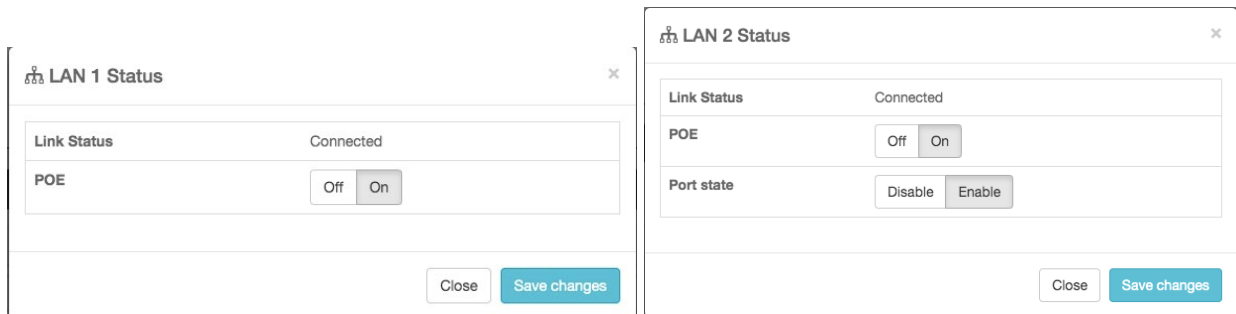 LAN 1 Status ×
Link Status Connected
POE Off On
Close Save changes
LAN 2 Status ×
Link Status Connected
POE Off On
Port state Disable Enable
Close Save changes